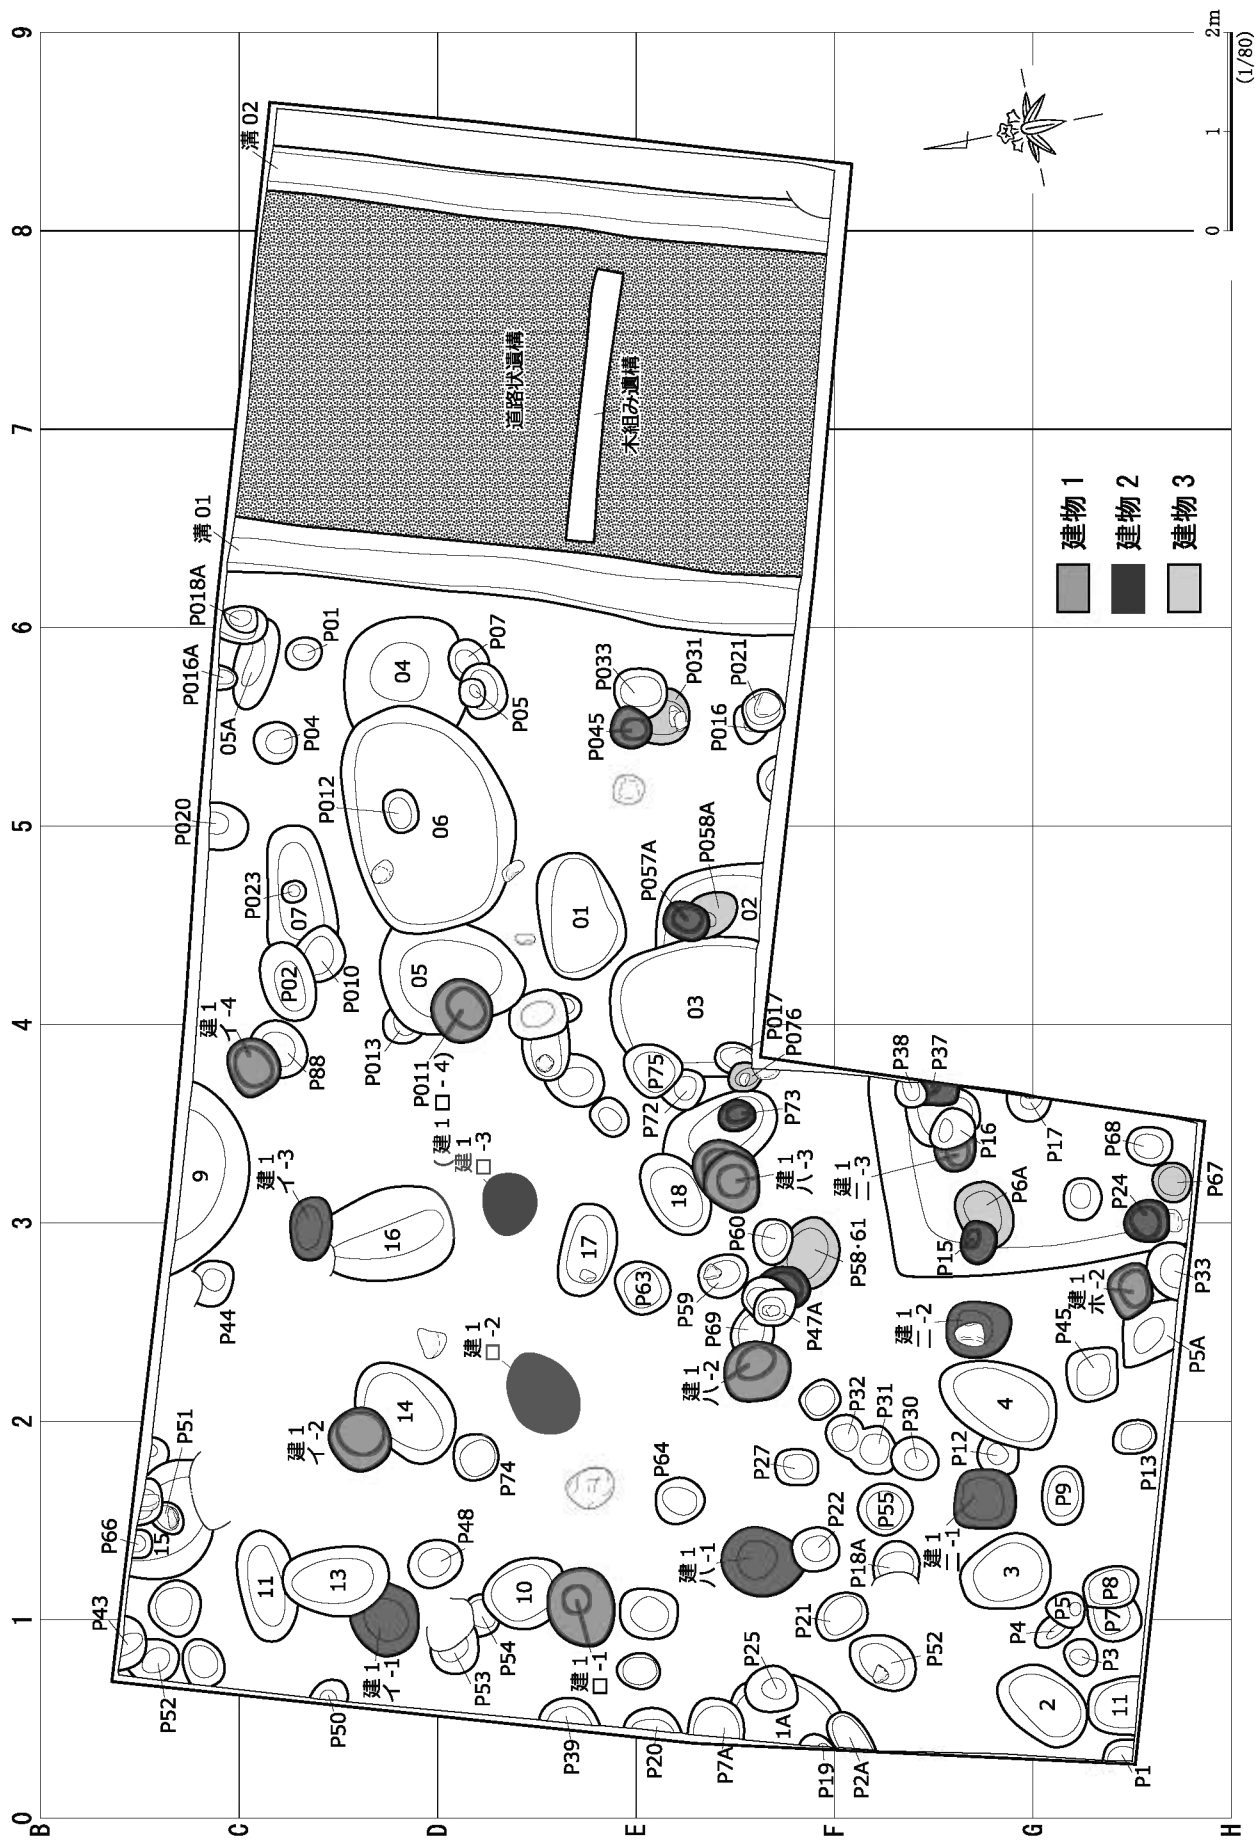 9
8
7
6
5
4
3
2
1
0
B
C
D
E
F
G
H
2m
1
0
(1/80)
建物 1
建物 2
建物 3
溝 02
溝 01
道路状遺構
木組み遺構
P018A
P016A
05A
P01
P04
04
P07
P05
P033
P031
P045
P016
P021
P020
P012
06
P023
07
P02
P010
01
P057A
P058A
02
05
03
建 1
イ-4
P88
P013
P011
(建 1 ロ - 4)
建 1
ロ-3
P75
P72
P017
P076
P73
P38
P37
P16
P17
P68
P67
P24
P6A
P15
建 1
ニ-3
建 1
ハ-3
18
9
建 1
イ-3
16
17
P63
P60
P59
P58・61
P47A
P69
P44
建 1
ロ-2
建 1
ハ-2
建 1
ニ-2
建 1
ホ-2
P33
P45
P5A
P51
建 1
イ-2
14
P74
P64
P27
P32
P31
P30
4
P12
P13
P9
P66
15
P43
P52
11
13
P48
建 1
イ-1
P50
P53
P54
10
建 1
ロ-1
建 1
ハ-1
P22
P55
P18A
建 1
ニ-1
3
P21
P25
P52
P4
P5
P8
P7
P3
P39
P20
P7A
1A
P19
P2A
2
11
P1